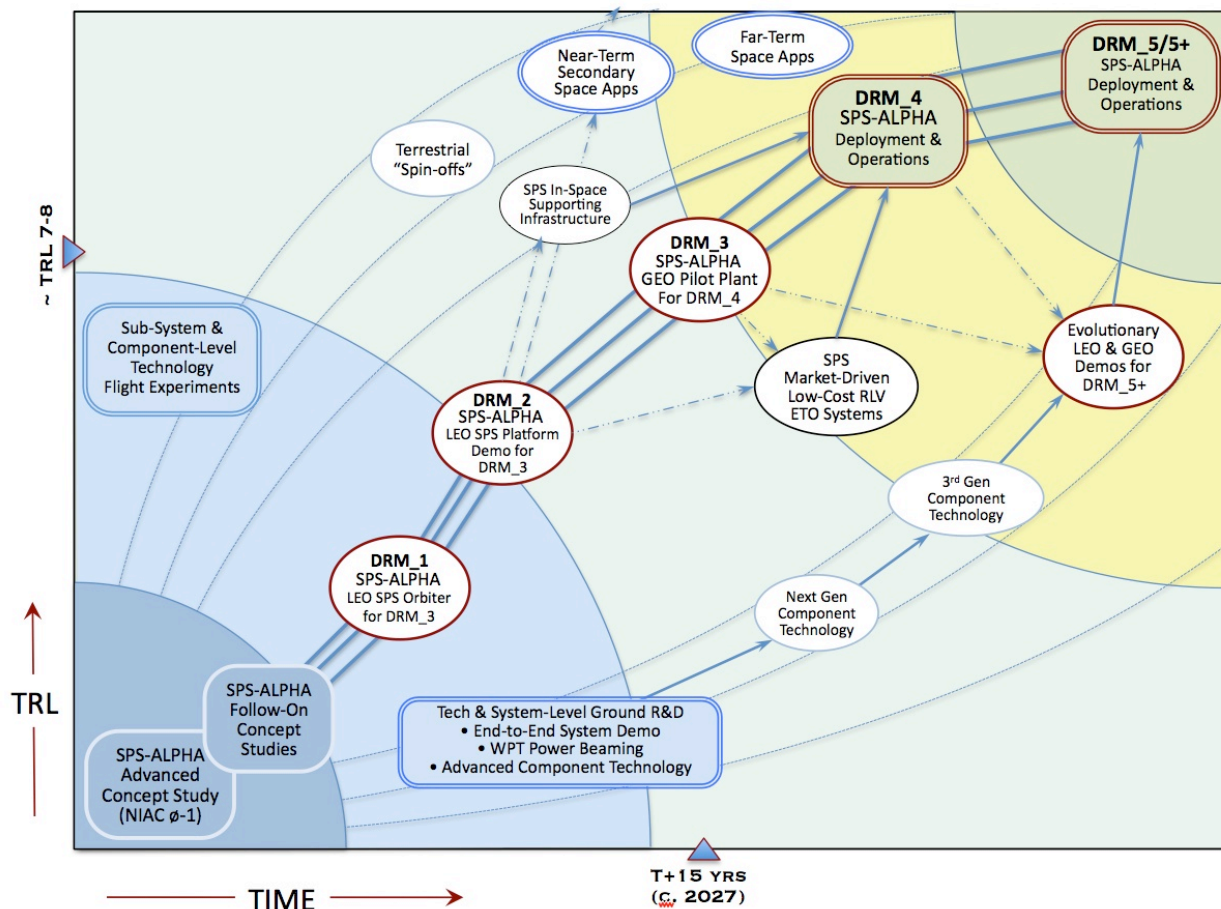 Near-Term
Secondary
Space Apps
Far-Term
Space Apps
DRM_5/5+
SPS-ALPHA
Deployment &
Operations
DRM_4
SPS-ALPHA
Deployment &
Operations
Terrestrial
“Spin-offs”
SPS In-Space
Supporting
Infrastructure
DRM_3
SPS-ALPHA
GEO Pilot Plant
For DRM_4
~ TRL 7-8
Sub-System &
Component-Level
Technology
Flight Experiments
SPS
Market-Driven
Low-Cost RLV
ETO Systems
Evolutionary
LEO & GEO
Demos for
DRM_5+
DRM_2
SPS-ALPHA
LEO SPS Platform
Demo for
DRM_3
3rd Gen
Component
Technology
DRM_1
SPS-ALPHA
LEO SPS Orbiter
for DRM_3
Next Gen
Component
Technology
TRL
SPS-ALPHA
Follow-On
Concept
Studies
SPS-ALPHA
Advanced
Concept Study
(NIAC ø-1)
Tech & System-Level Ground R&D
• End-to-End System Demo
• WPT Power Beaming
• Advanced Component Technology
TIME
T+15 YRS
(C. 2027)